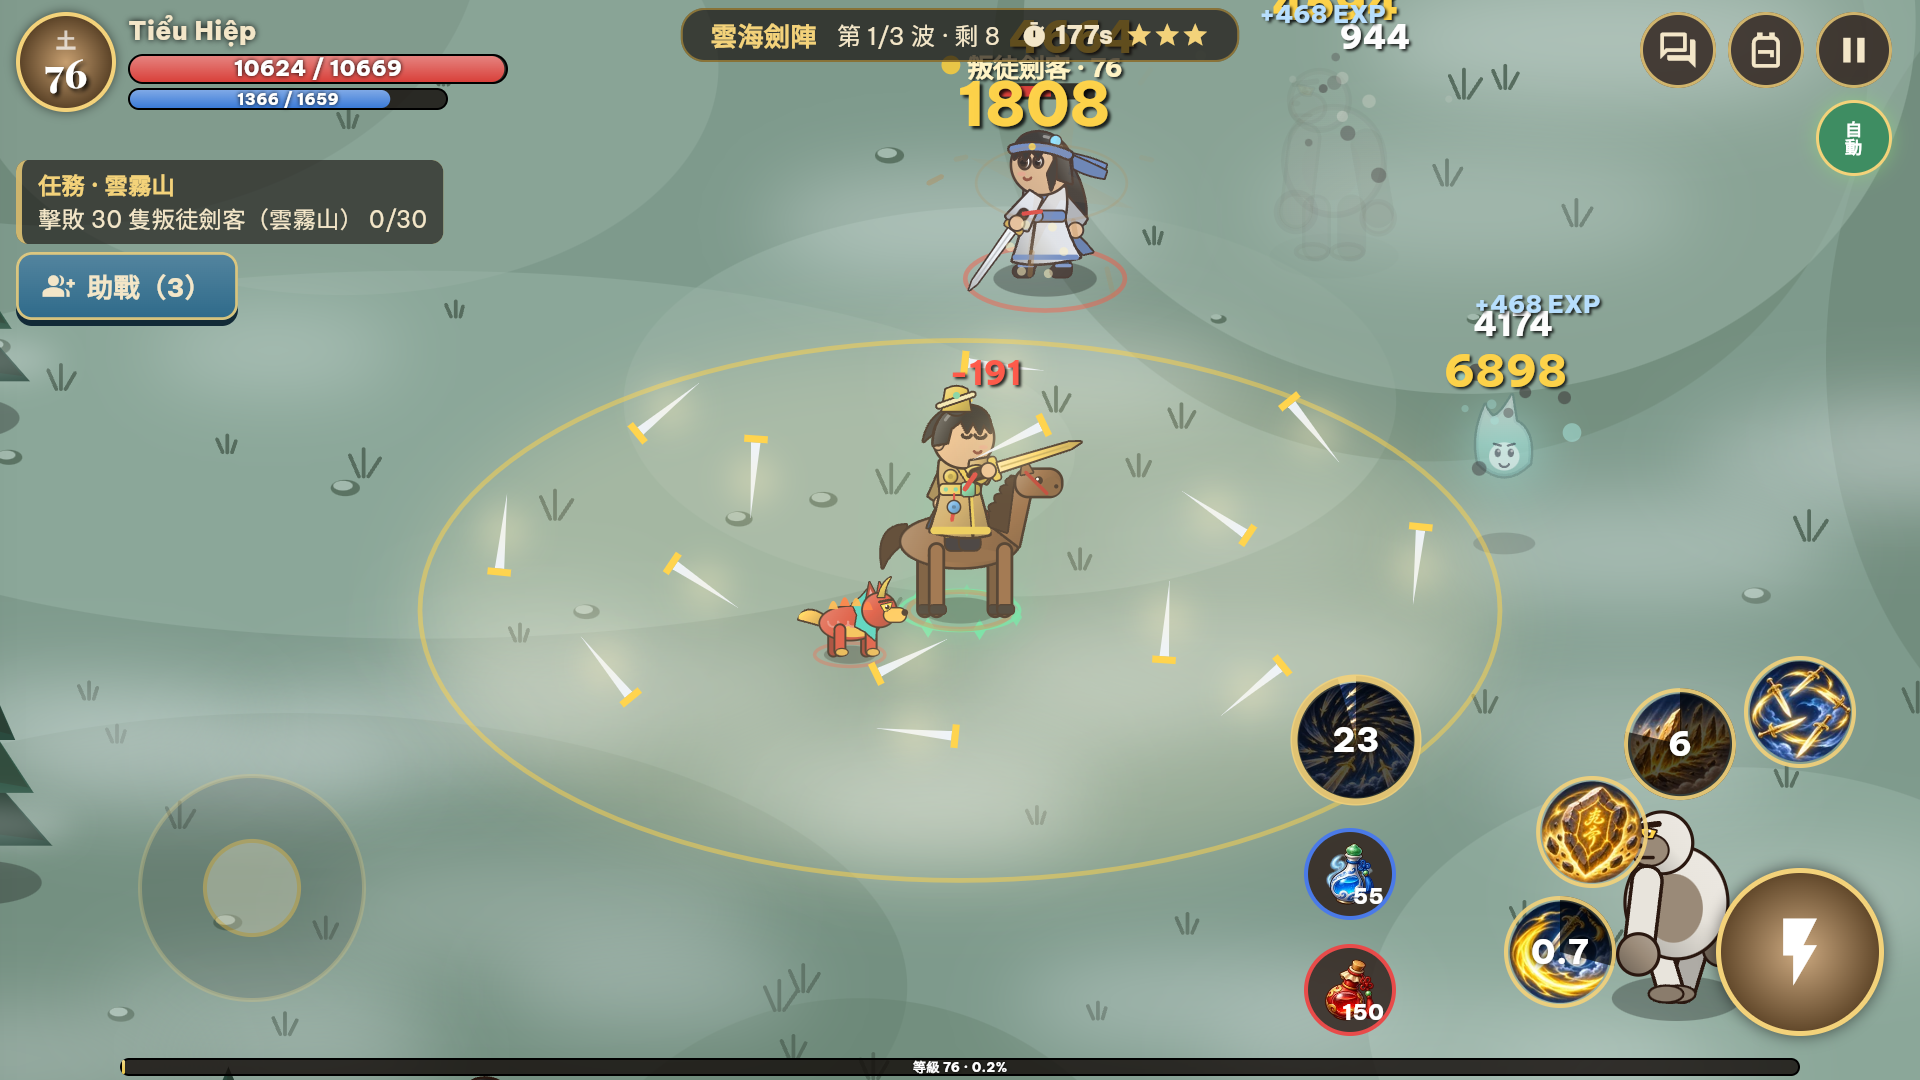 土
76
Tiểu Hiệp
10624 / 10669
1366 / 1659
雲海劍陣 第 1/3 波 · 剩 8 177s
+468 EXP
944
叛徒劍客 · 76
1808
自動
任務 · 雲霧山
擊敗 30 隻叛徒劍客（雲霧山） 0/30
助戰（3）
+468 EXP
4174
6898
-191
23
6
55
0.7
150
等級 76 · 0.2%